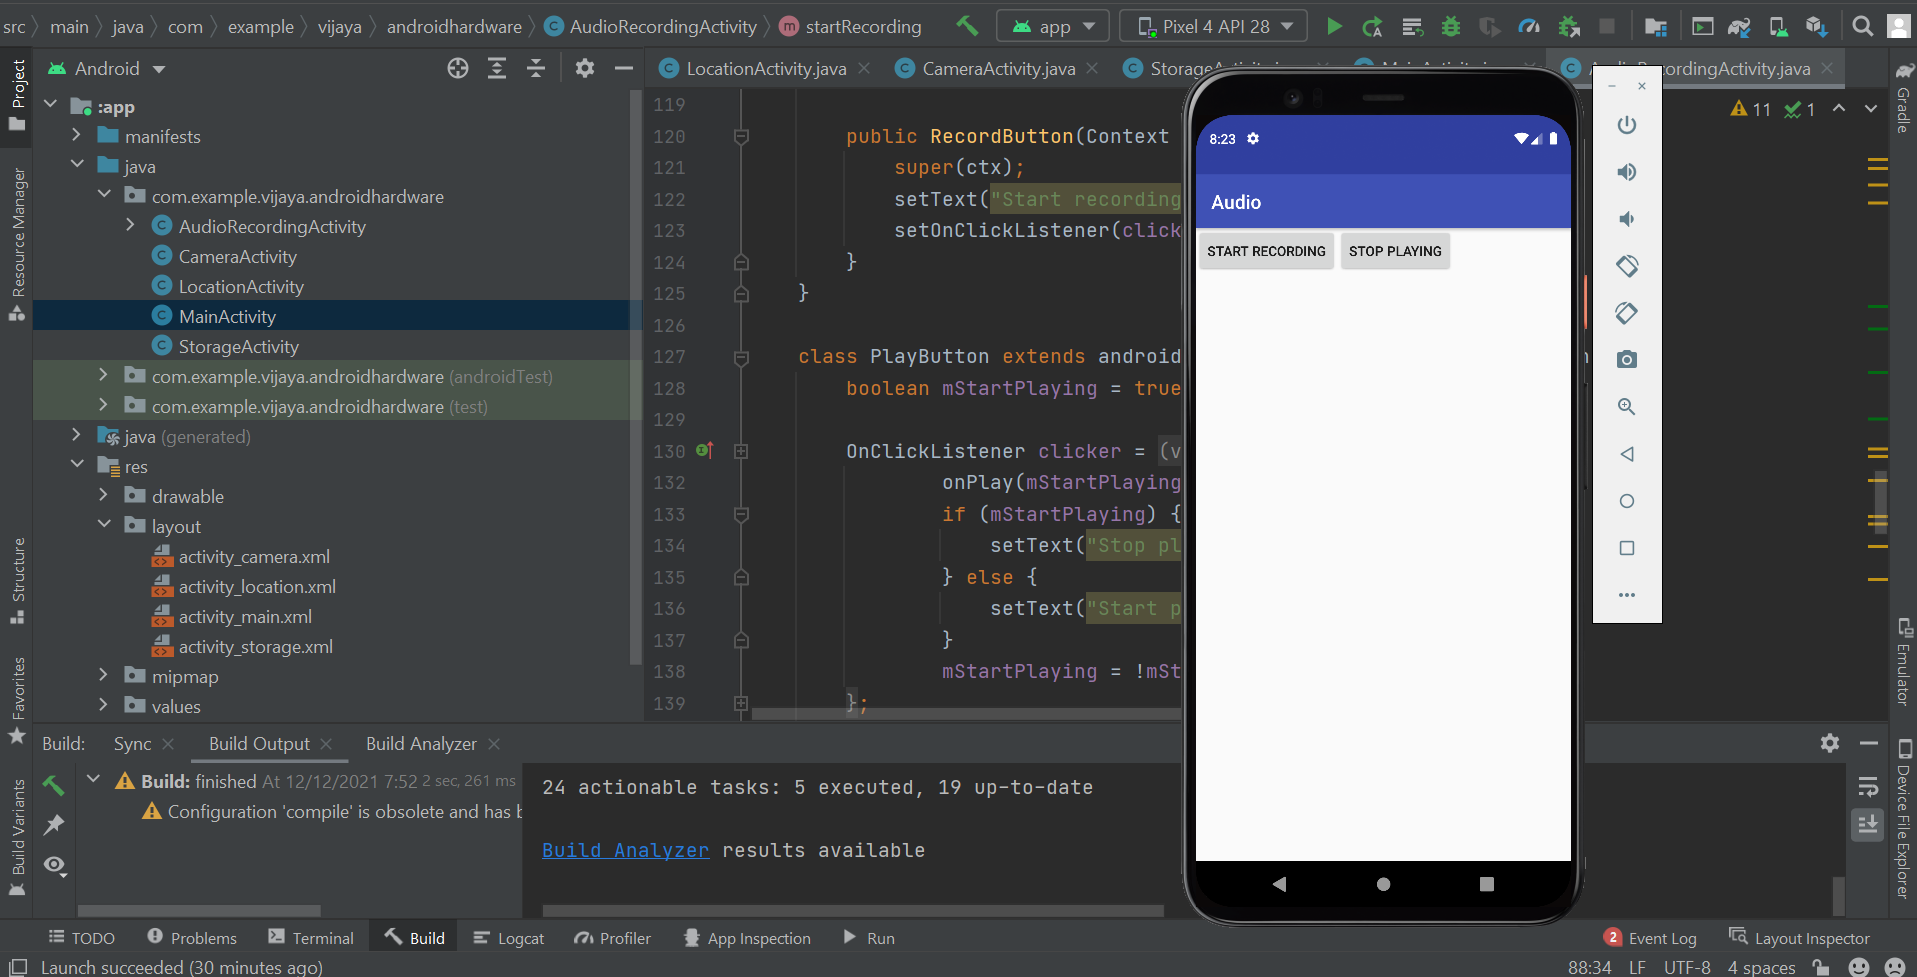 src main java com example vijaya androidhardware AudioRecordingActivity startRecording app Pixel 4 API 28
Android
LocationActivity.java CameraActivity.java AudioRecordingActivity.java
11 1
Project
Resource Manager
Structure
Favorites
Build Variants
:app
manifests
java
com.example.vijaya.androidhardware
AudioRecordingActivity
CameraActivity
LocationActivity
MainActivity
StorageActivity
com.example.vijaya.androidhardware (androidTest)
com.example.vijaya.androidhardware (test)
java (generated)
res
drawable
layout
activity_camera.xml
activity_location.xml
activity_main.xml
activity_storage.xml
mipmap
values
119
120 public RecordButton(Context
121 super(ctx);
122 setText("Start recording
123 setOnClickListener(click
124 }
125 }
126
127 class PlayButton extends android
128 boolean mStartPlaying = true
129
130 OnClickListener clicker = (v
132 onPlay(mStartPlaying
133 if (mStartPlaying) {
134 setText("Stop pl
135 } else {
136 setText("Start p
137 }
138 mStartPlaying = !mSt
139 };
8:23
Audio
START RECORDING STOP PLAYING
Gradle
Emulator
Device File Explorer
Build: Sync Build Output Build Analyzer
Build: finished At 12/12/2021 7:52 2 sec, 261 ms
Configuration 'compile' is obsolete and has b
24 actionable tasks: 5 executed, 19 up-to-date
Build Analyzer results available
TODO Problems Terminal Build Logcat Profiler App Inspection Run 2 Event Log Layout Inspector
Launch succeeded (30 minutes ago) 88:34 LF UTF-8 4 spaces